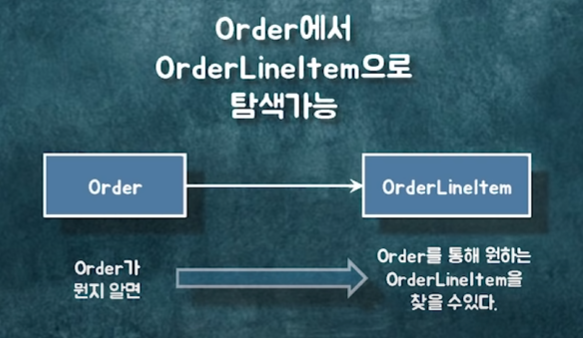 Order에서
OrderLineItem으로
탐색가능
Order
OrderLineItem
Order가
뭔지 알면
Order를 통해 원하는
OrderLineItem을
찾을 수있다.